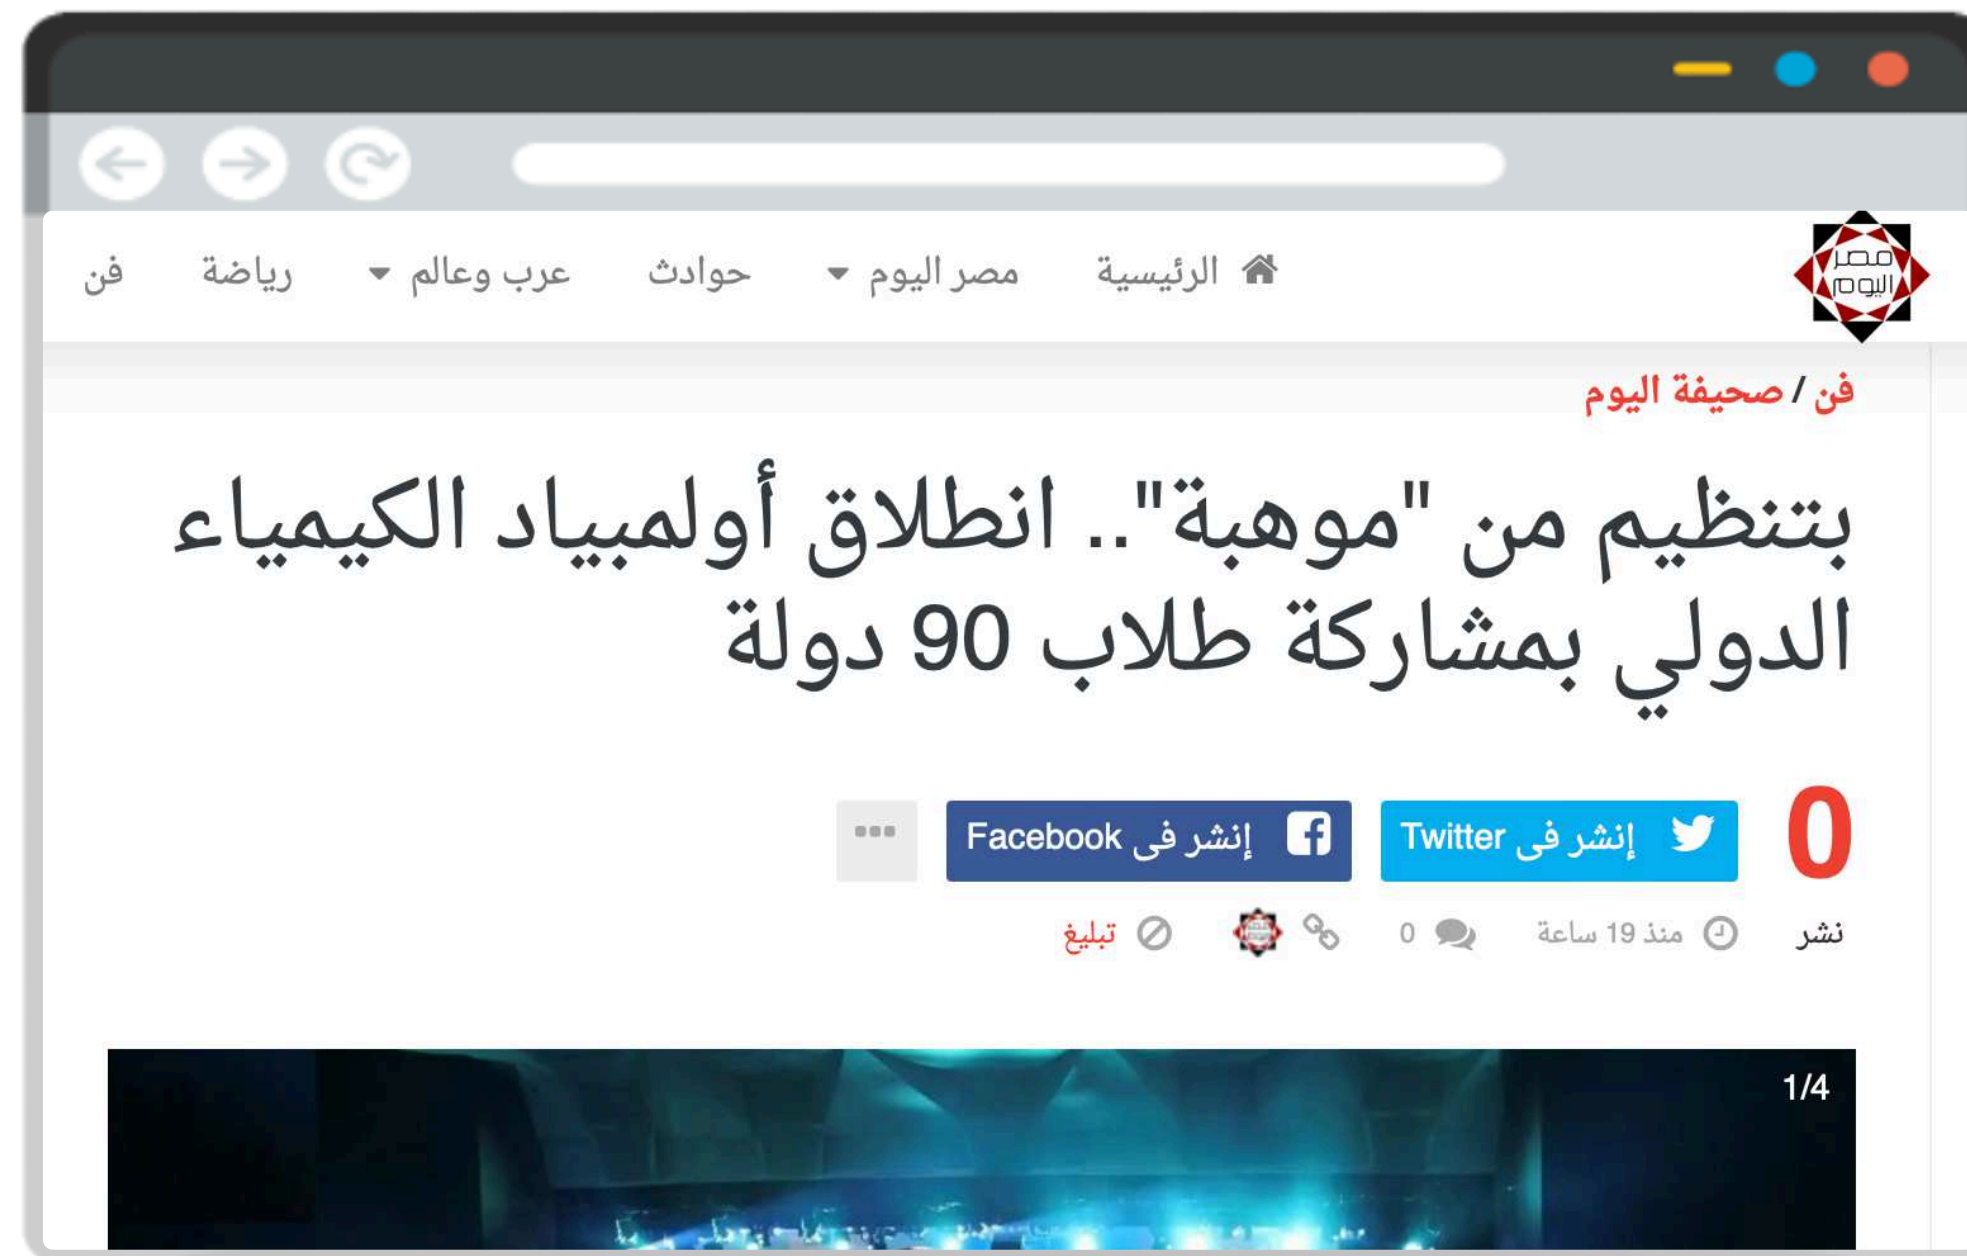 مصر
اليوم
الرئيسية مصر اليوم حوادث عرب وعالم رياضة فن
فن / صحيفة اليوم
بتنظيم من "موهبة".. انطلاق أولمبياد الكيمياء
الدولي بمشاركة طلاب 90 دولة
0 إنشر فى Twitter إنشر فى Facebook
نشر منذ 19 ساعة 0 تبليغ
1/4